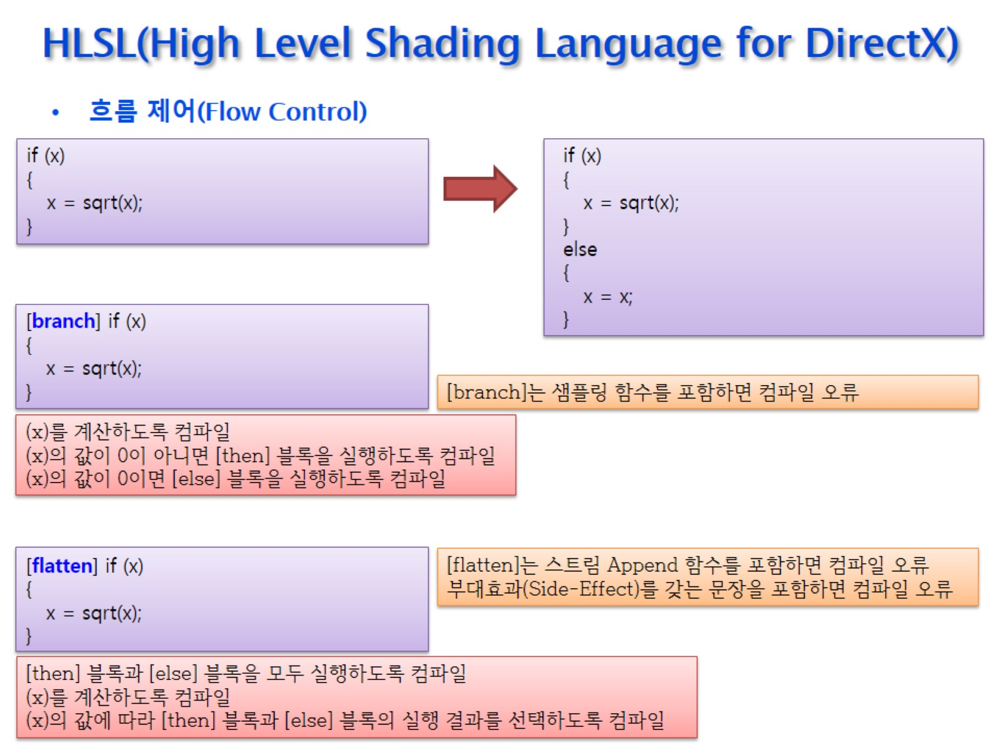 HLSL(High Level Shading Language for DirectX)
• 흐름 제어(Flow Control)
if (x)
{
x = sqrt(x);
}
if (x)
{
x = sqrt(x);
}
else
{
x = x;
}
[branch] if (x)
{
x = sqrt(x);
}
[branch]는 샘플링 함수를 포함하면 컴파일 오류
(x)를 계산하도록 컴파일
(x)의 값이 0이 아니면 [then] 블록을 실행하도록 컴파일
(x)의 값이 0이면 [else] 블록을 실행하도록 컴파일
[flatten] if (x)
{
x = sqrt(x);
}
[flatten]는 스트림 Append 함수를 포함하면 컴파일 오류
부대효과(Side-Effect)를 갖는 문장을 포함하면 컴파일 오류
[then] 블록과 [else] 블록을 모두 실행하도록 컴파일
(x)를 계산하도록 컴파일
(x)의 값에 따라 [then] 블록과 [else] 블록의 실행 결과를 선택하도록 컴파일